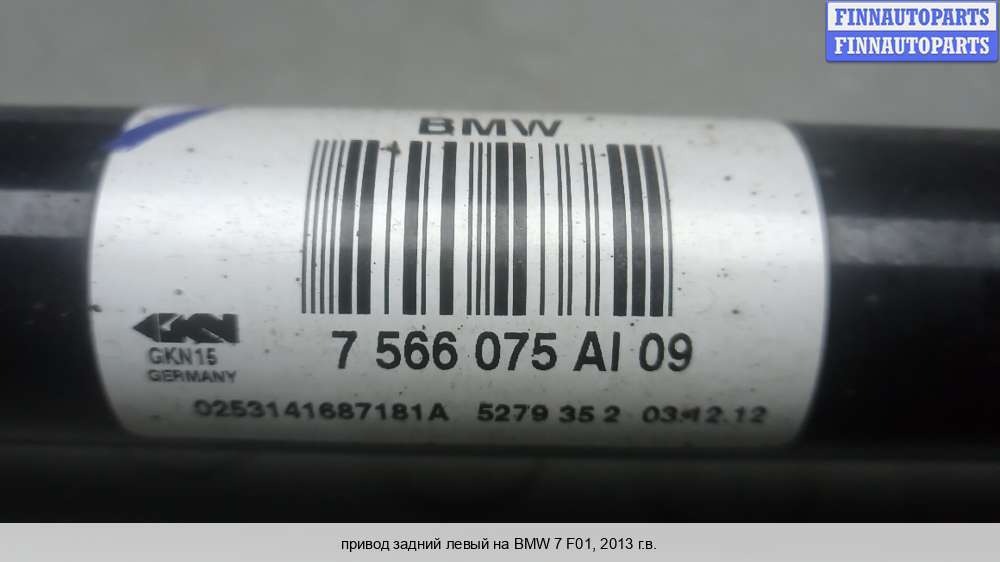 FINNAUTOPARTS
FINNAUTOPARTS
BMW
7 566 075 AI 09
GKN
GKN15
GERMANY
0253141687181A 5279 35 2 03.12.12
привод задний левый на BMW 7 F01, 2013 г.в.